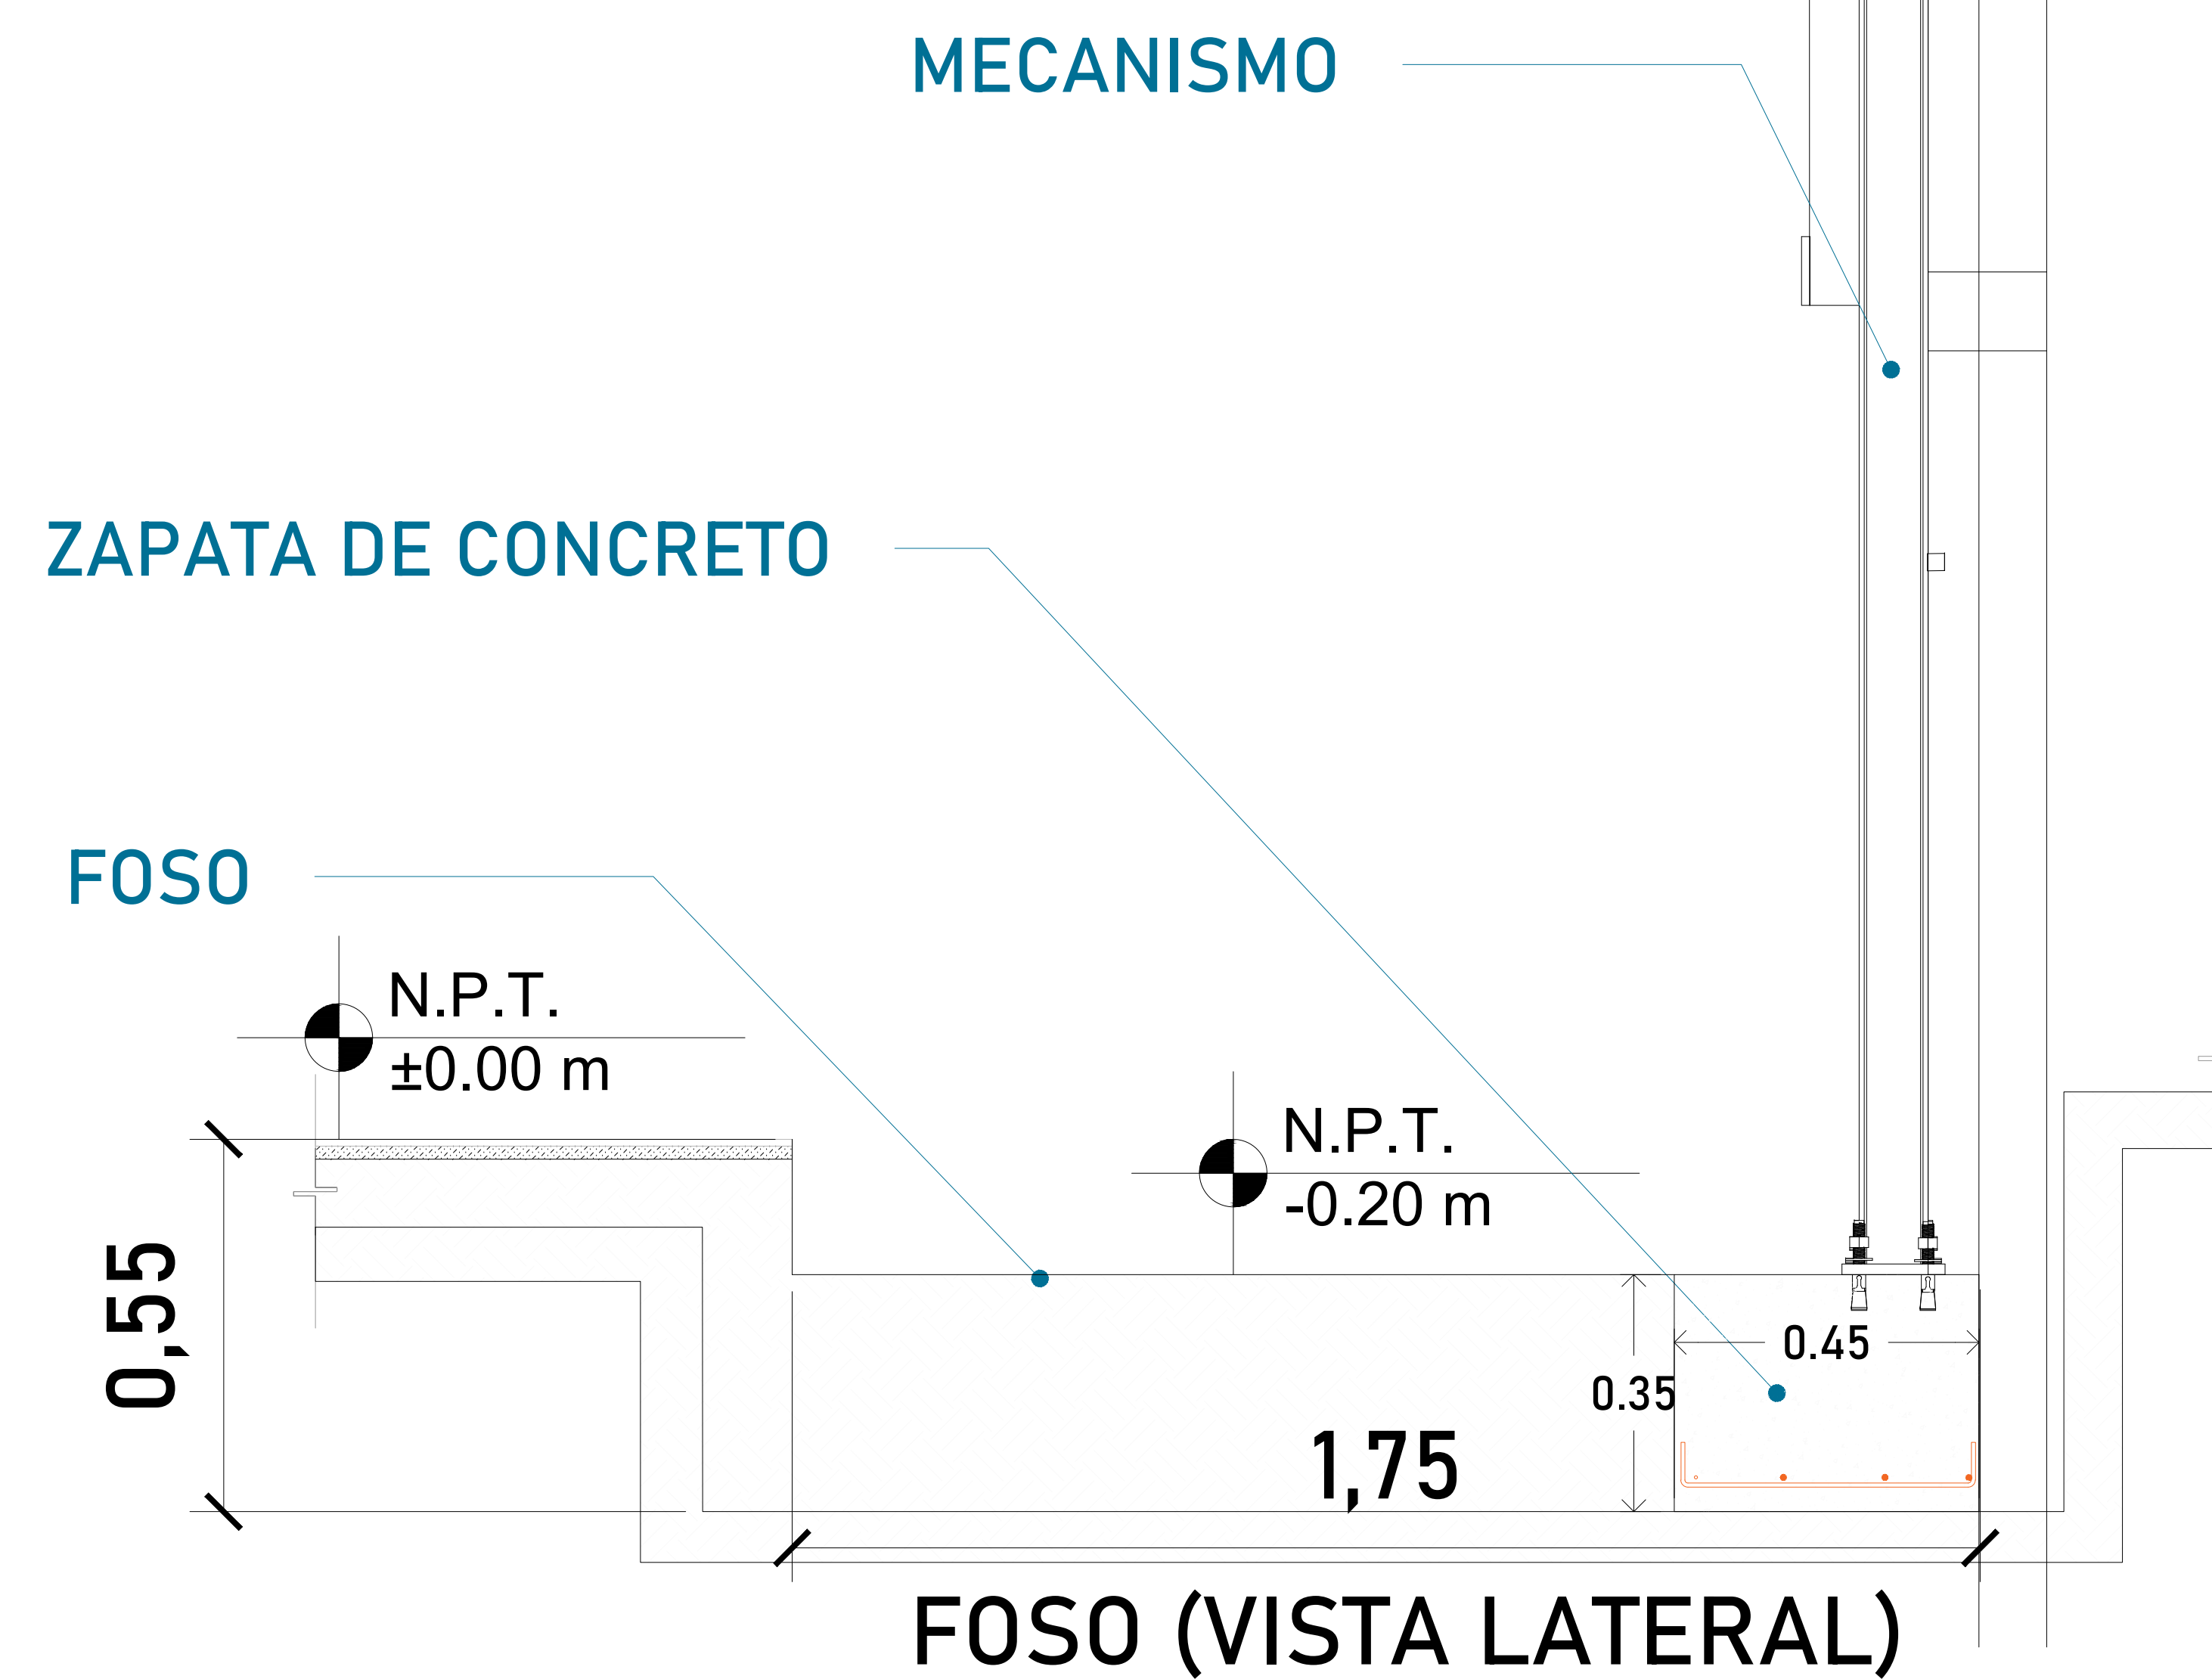 MECANISMO
ZAPATA DE CONCRETO
FOSO
N.P.T.
±0.00 m
N.P.T.
-0.20 m
0,55
0.45
0.35
1,75
FOSO (VISTA LATERAL)